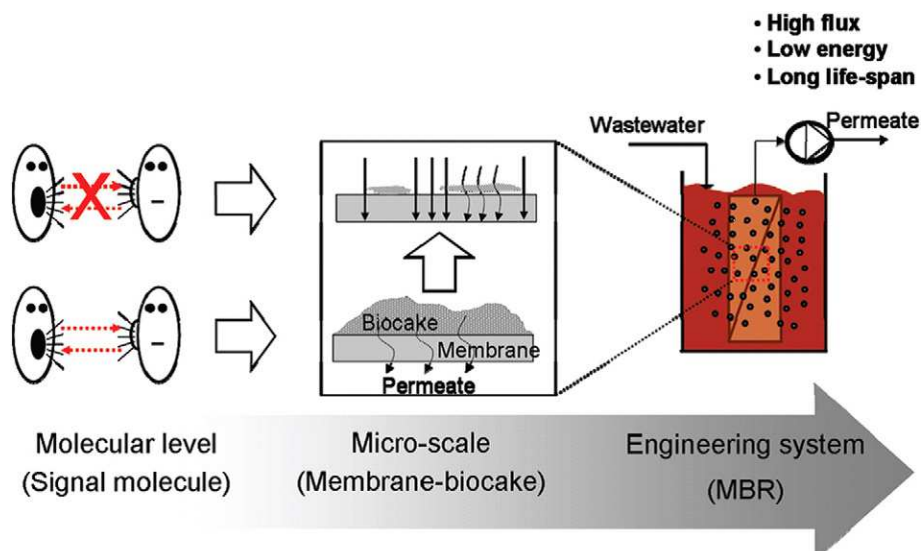 • High flux
• Low energy
• Long life-span
Wastewater
Permeate
X
Biocake
Membrane
Permeate
Molecular level
(Signal molecule)
Micro-scale
(Membrane-biocake)
Engineering system
(MBR)